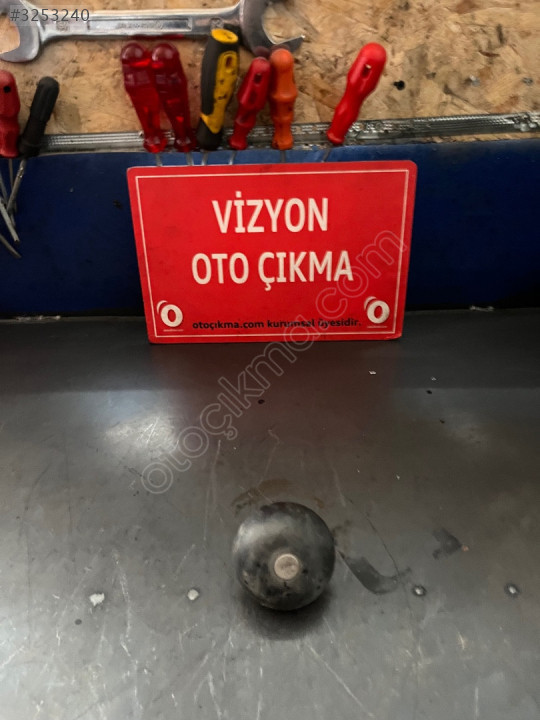 #3253240
VİZYON
OTO ÇIKMA
otoçıkma.com kurumsal üyesidir.
otoçıkma.com